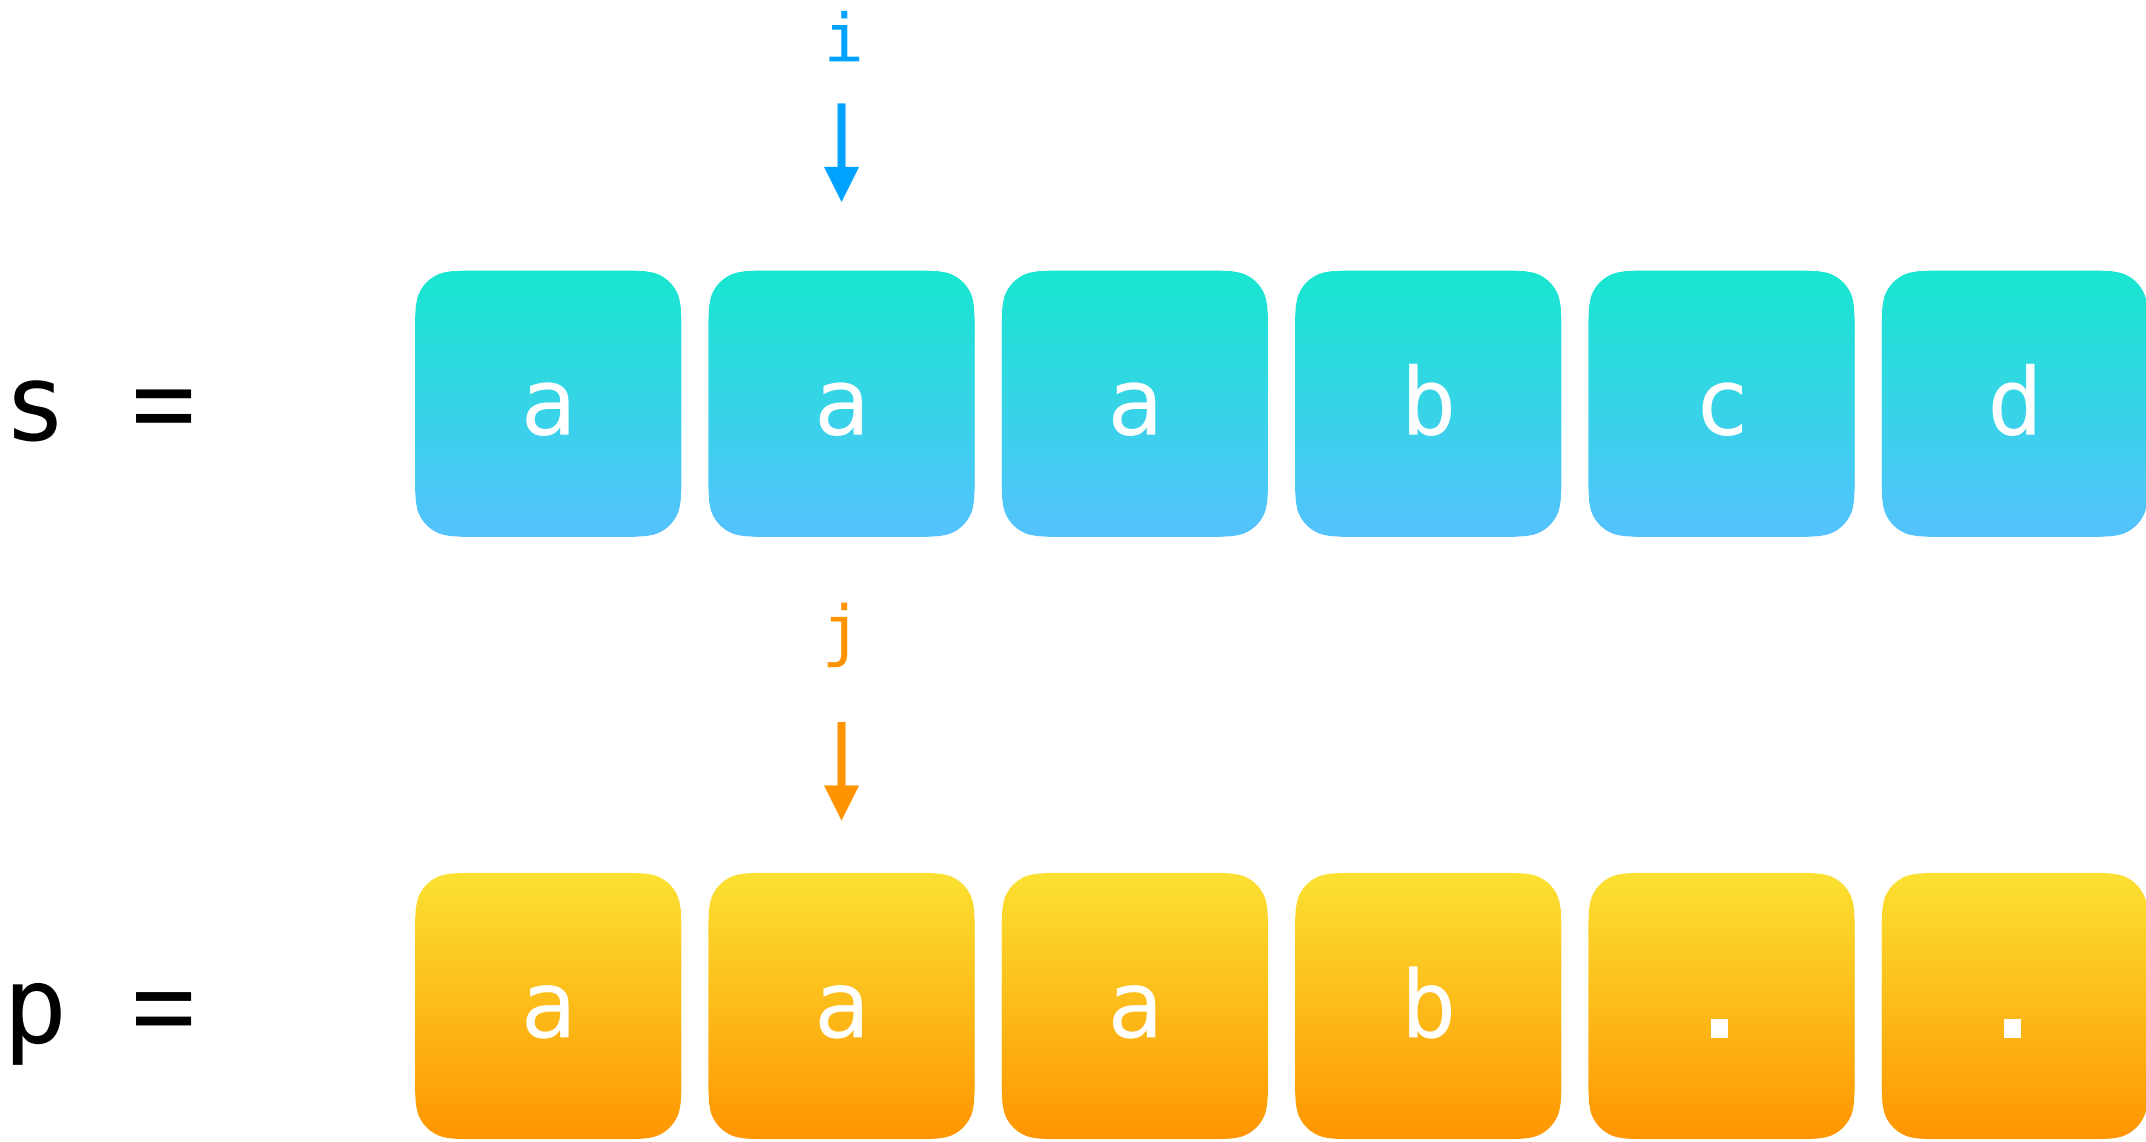 i
s = a a a b c d
j
p = a a a b . .